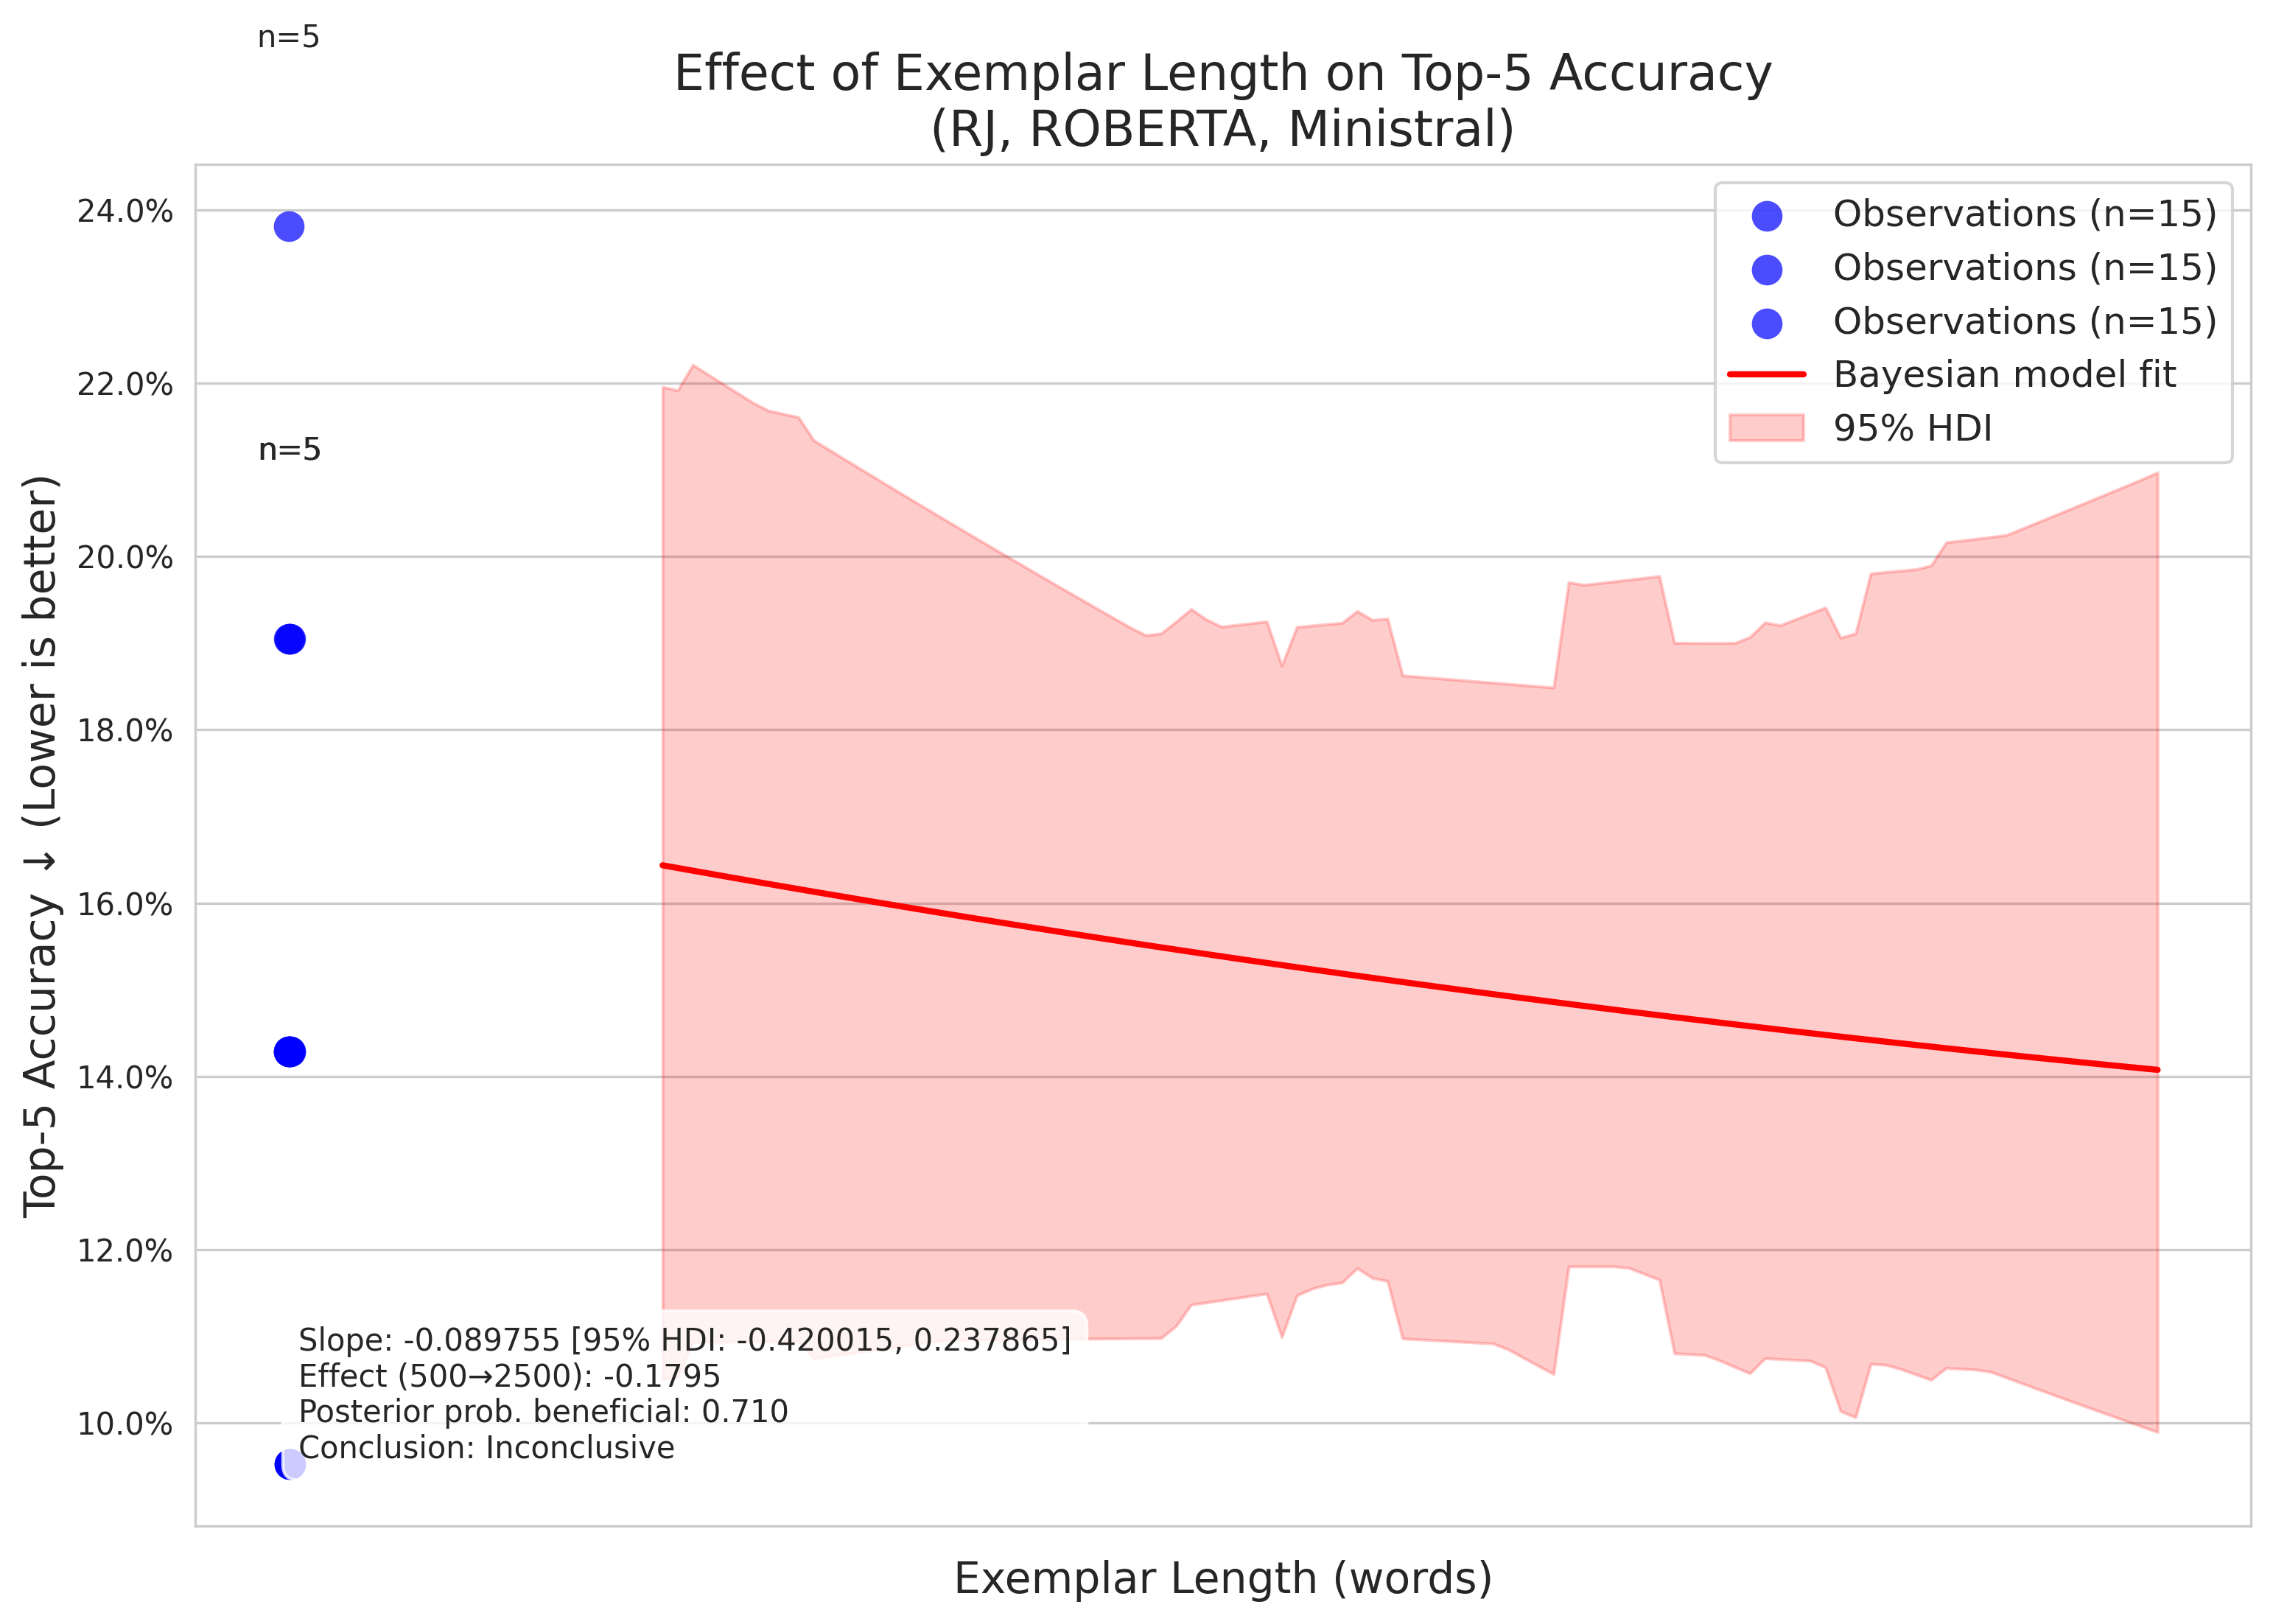 n=5
Effect of Exemplar Length on Top-5 Accuracy
(RJ, ROBERTA, Ministral)
24.0%
22.0%
20.0%
18.0%
16.0%
14.0%
12.0%
10.0%
Top-5 Accuracy ↓ (Lower is better)
n=5
Observations (n=15)
Observations (n=15)
Observations (n=15)
Bayesian model fit
95% HDI
Slope: -0.089755 [95% HDI: -0.420015, 0.237865]
Effect (500→2500): -0.1795
Posterior prob. beneficial: 0.710
Conclusion: Inconclusive
Exemplar Length (words)